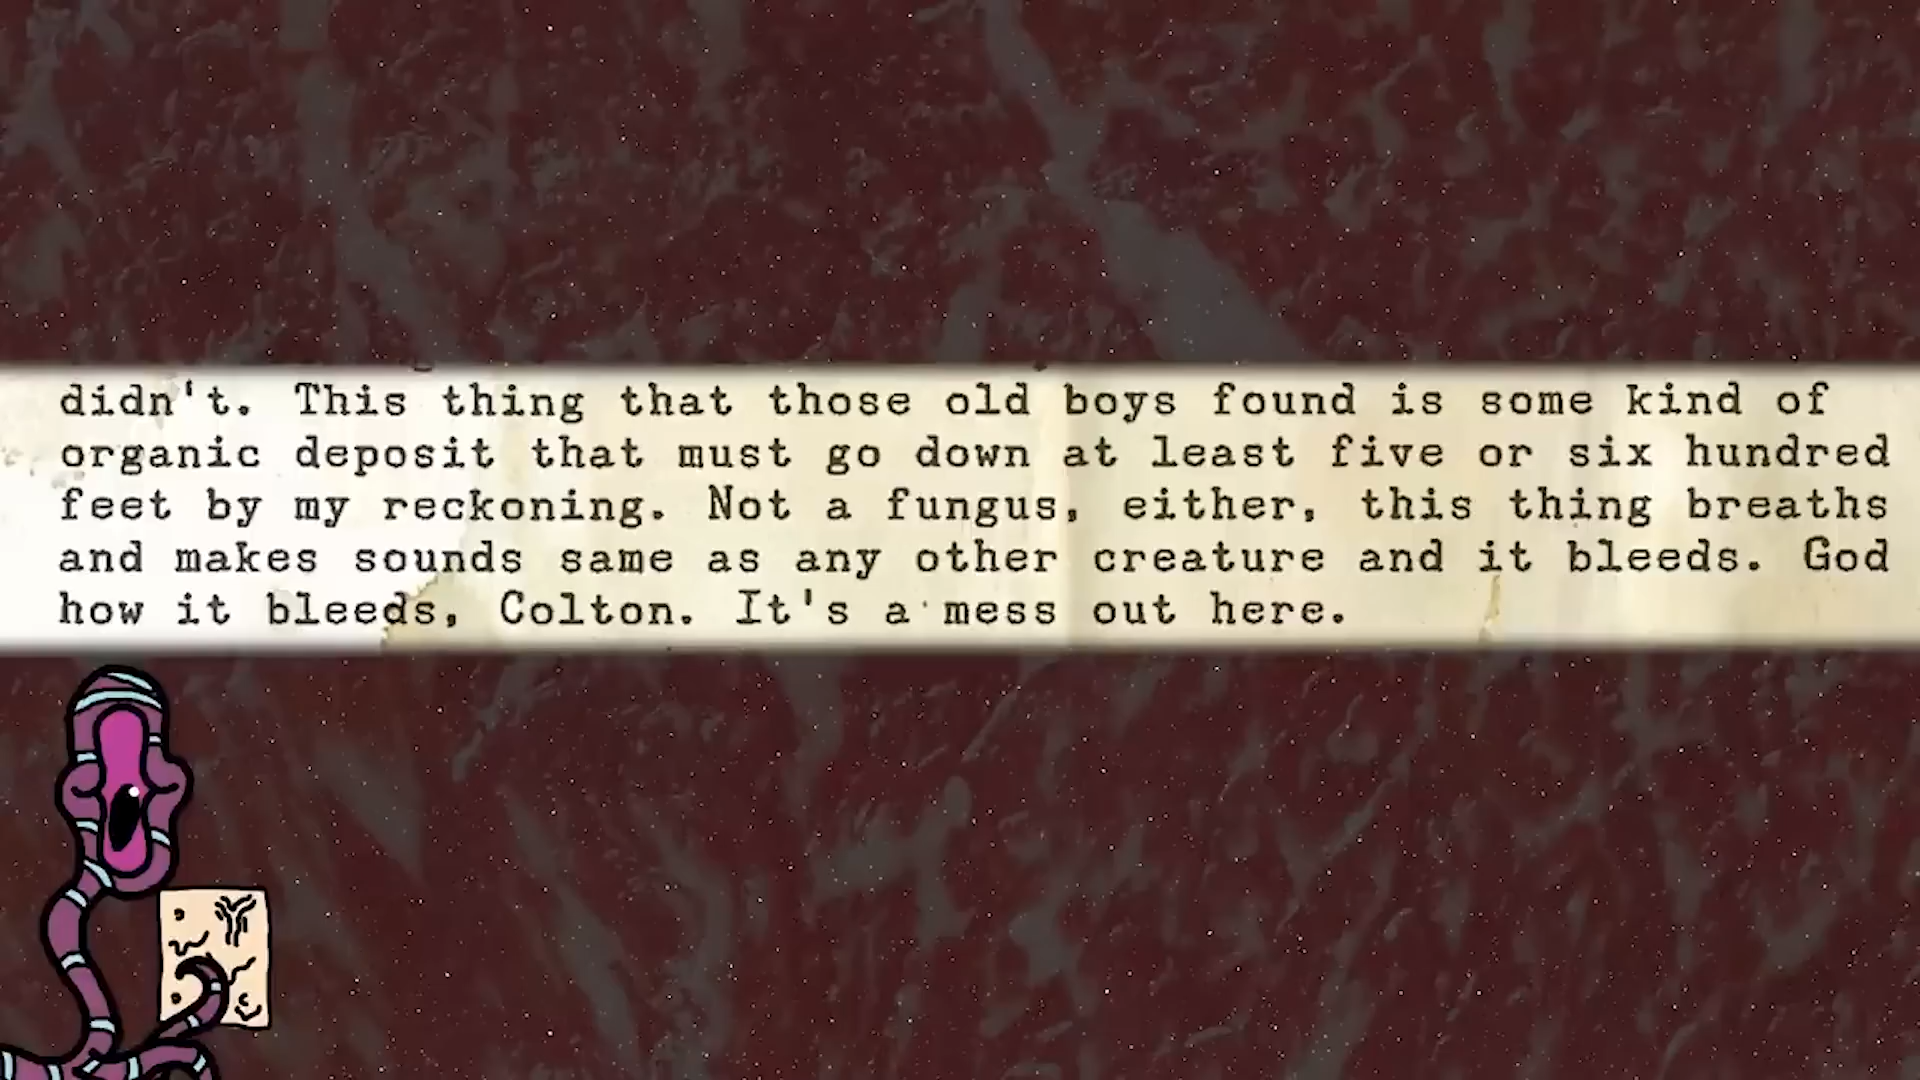 didn't. This thing that those old boys found is some kind of
organic deposit that must go down at least five or six hundred
feet by my reckoning. Not a fungus, either, this thing breaths
and makes sounds same as any other creature and it bleeds. God
how it bleeds, Colton. It's a mess out here.